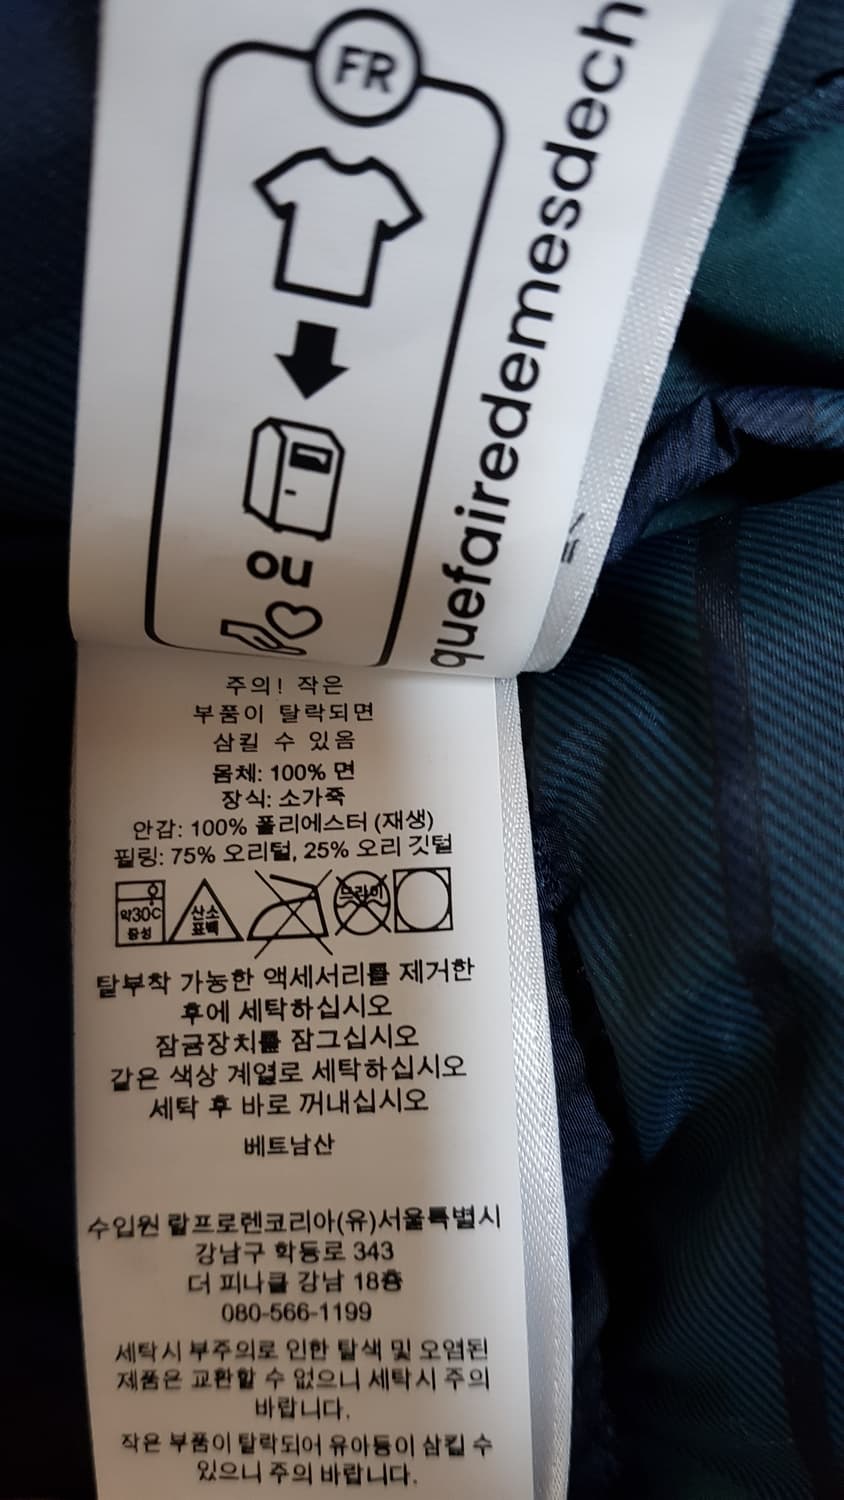 FR
ou
quefairedemesdech
주의! 작은
부품이 탈락되면
삼킬 수 있음
몸체: 100% 면
장식: 소가죽
안감: 100% 폴리에스터 (재생)
필링: 75% 오리털, 25% 오리 깃털
약30C
중성
산소
표백
드라이
탈부착 가능한 액세서리를 제거한
후에 세탁하십시오
잠금장치를 잠그십시오
같은 색상 계열로 세탁하십시오
세탁 후 바로 꺼내십시오
베트남산
수입원 랄프로렌코리아(유)서울특별시
강남구 학동로 343
더 피나클 강남 18층
080-566-1199
세탁시 부주의로 인한 탈색 및 오염된
제품은 교환할 수 없으니 세탁시 주의
바랍니다.
작은 부품이 탈락되어 유아등이 삼킬 수
있으니 주의 바랍니다.